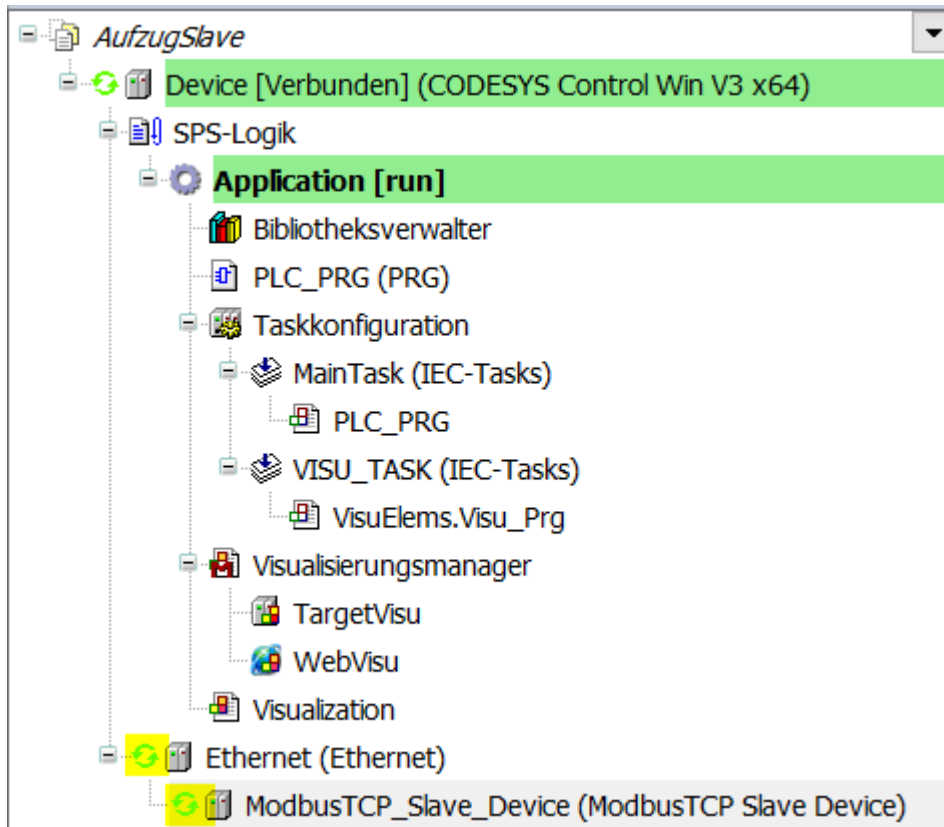 AufzugSlave
Device [Verbunden] (CODESYS Control Win V3 x64)
SPS-Logik
Application [run]
Bibliotheksverwalter
PLC_PRG (PRG)
Taskkonfiguration
MainTask (IEC-Tasks)
PLC_PRG
VISU_TASK (IEC-Tasks)
VisuElems.Visu_Prg
Visualisierungsmanager
TargetVisu
WebVisu
Visualization
Ethernet (Ethernet)
ModbusTCP_Slave_Device (ModbusTCP Slave Device)